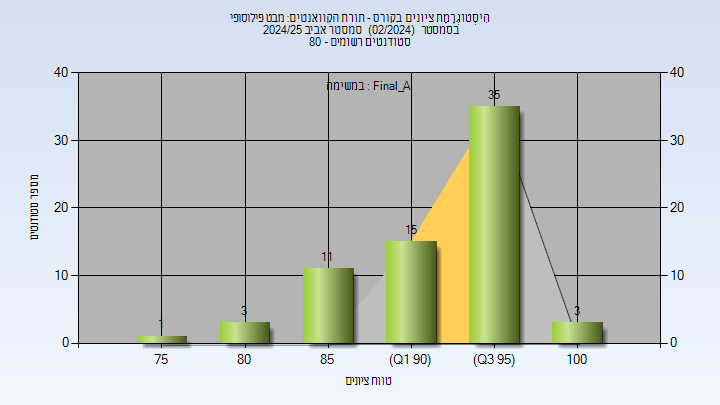 היסטוגרמת ציונים בקורס - תורת הקוואנטים: מבט פילוסופי
בסמסטר (02/2024) סמסטר אביב 2024/25
סטודנטים רשומים - 80
במשימה : Final_A
40 40
30 30
20 20
10 10
0 0
מספר סטודנטים
1 3 11 15 35 3
75 80 85 (Q1 90) (Q3 95) 100
טווח ציונים